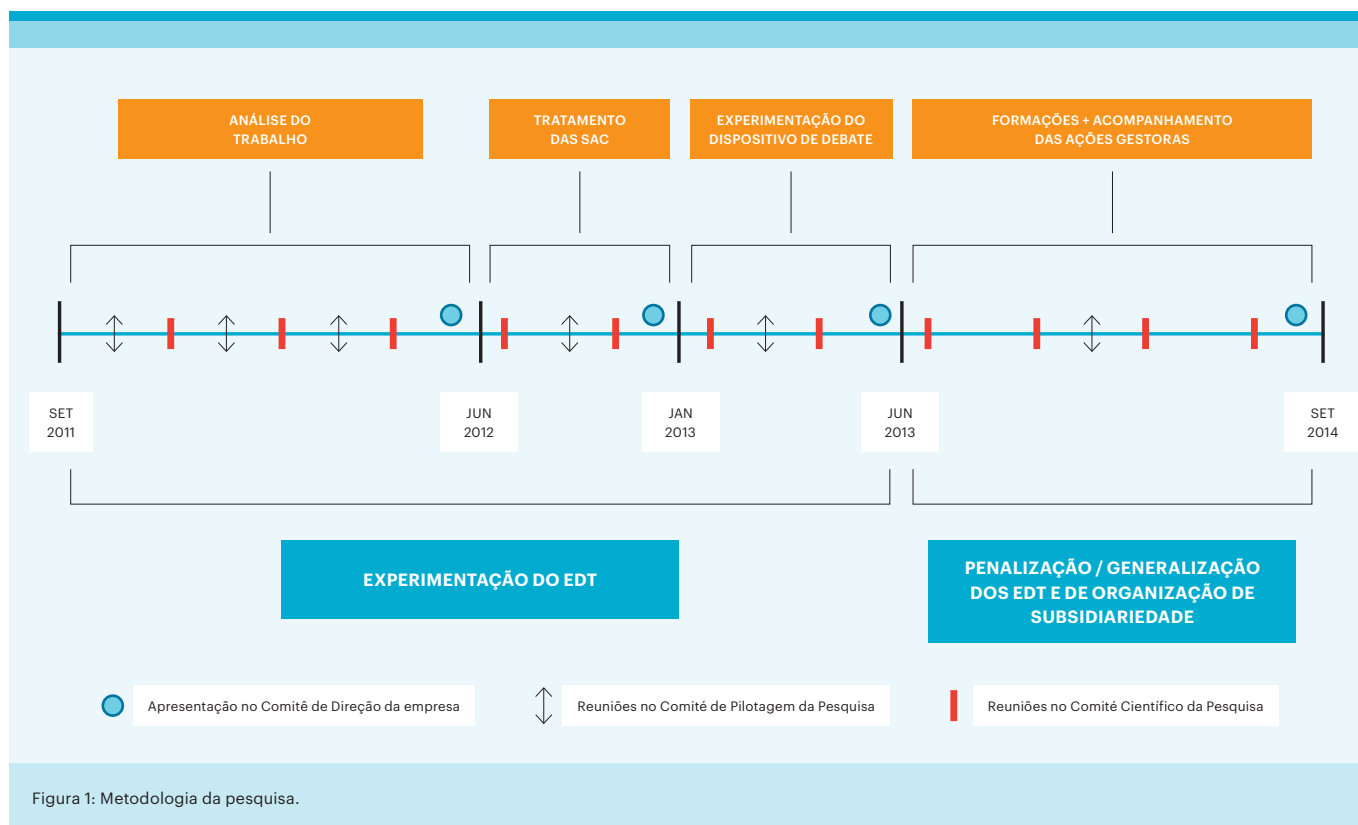 ANÁLISE DO
TRABALHO
TRATAMENTO
DAS SAC
EXPERIMENTAÇÃO DO
DISPOSITIVO DE DEBATE
FORMAÇÕES + ACOMPANHAMENTO
DAS AÇÕES GESTORAS
SET
2011
JUN
2012
JAN
2013
JUN
2013
SET
2014
EXPERIMENTAÇÃO DO EDT
PENALIZAÇÃO / GENERALIZAÇÃO
DOS EDT E DE ORGANIZAÇÃO DE
SUBSIDIARIEDADE
Apresentação no Comitê de Direção da empresa
Reuniões no Comité de Pilotagem da Pesquisa
Reuniões no Comité Científico da Pesquisa
Figura 1: Metodologia da pesquisa.